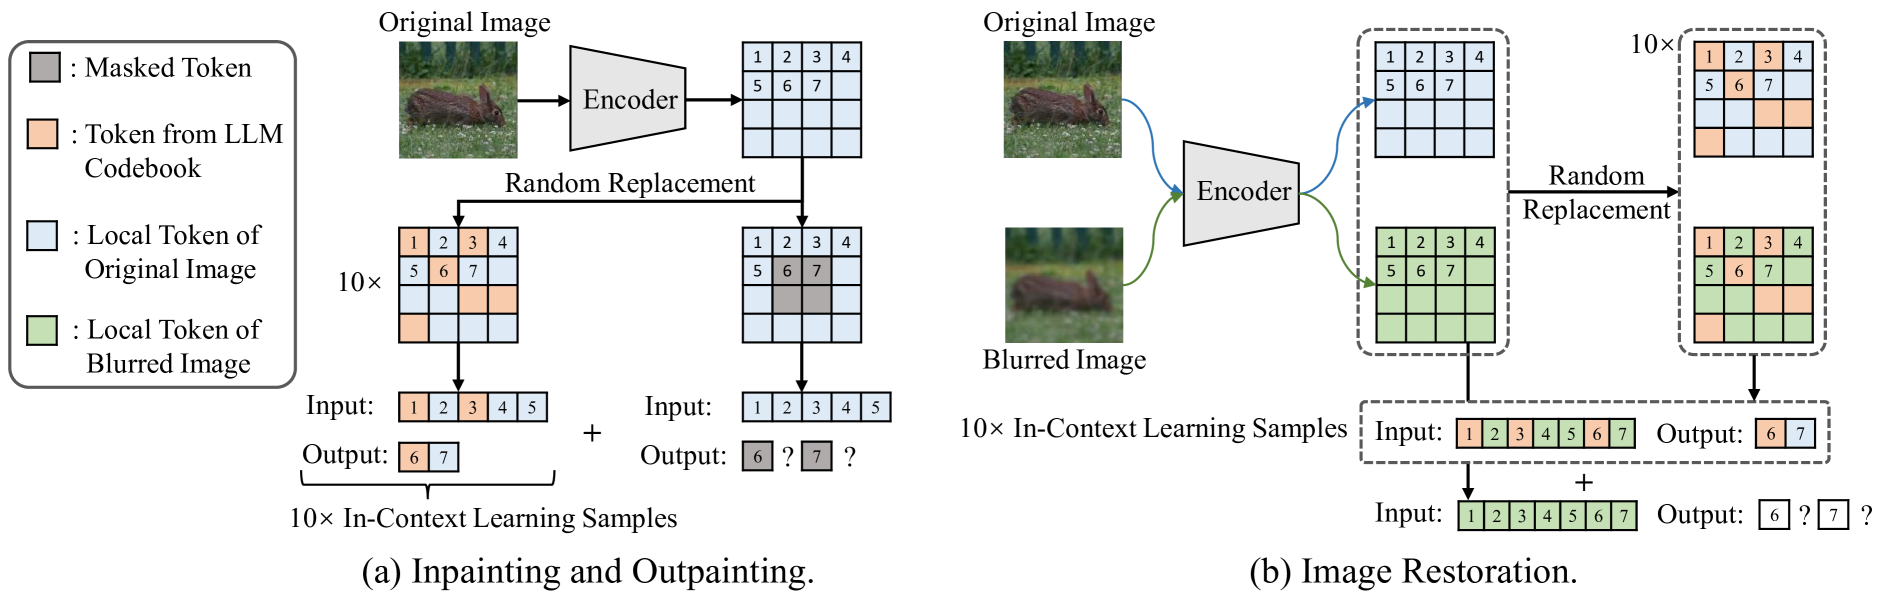 : Masked Token
: Token from LLM
Codebook
: Local Token of
Original Image
: Local Token of
Blurred Image
Original Image
Encoder
1 2 3 4
5 6 7
Random Replacement
10×
1 2 3 4
5 6 7
1 2 3 4
5 6 7
Input: 1 2 3 4 5
Output: 6 7
+
Input: 1 2 3 4 5
Output: 6 ? 7 ?
10× In-Context Learning Samples
(a) Inpainting and Outpainting.
Original Image
Blurred Image
Encoder
1 2 3 4
5 6 7
1 2 3 4
5 6 7
Random
Replacement
10×
1 2 3 4
5 6 7
1 2 3 4
5 6 7
10× In-Context Learning Samples
Input: 1 2 3 4 5 6 7 Output: 6 7
+
Input: 1 2 3 4 5 6 7 Output: 6 ? 7 ?
(b) Image Restoration.